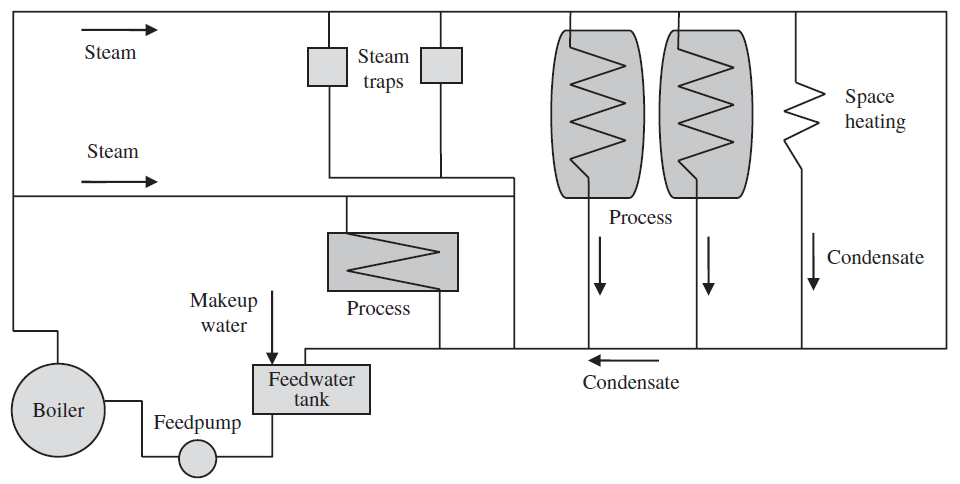 Steam
Steam
traps
Space
heating
Steam
Process
Condensate
Makeup
water
Process
Feedwater
tank
Condensate
Boiler
Feedpump